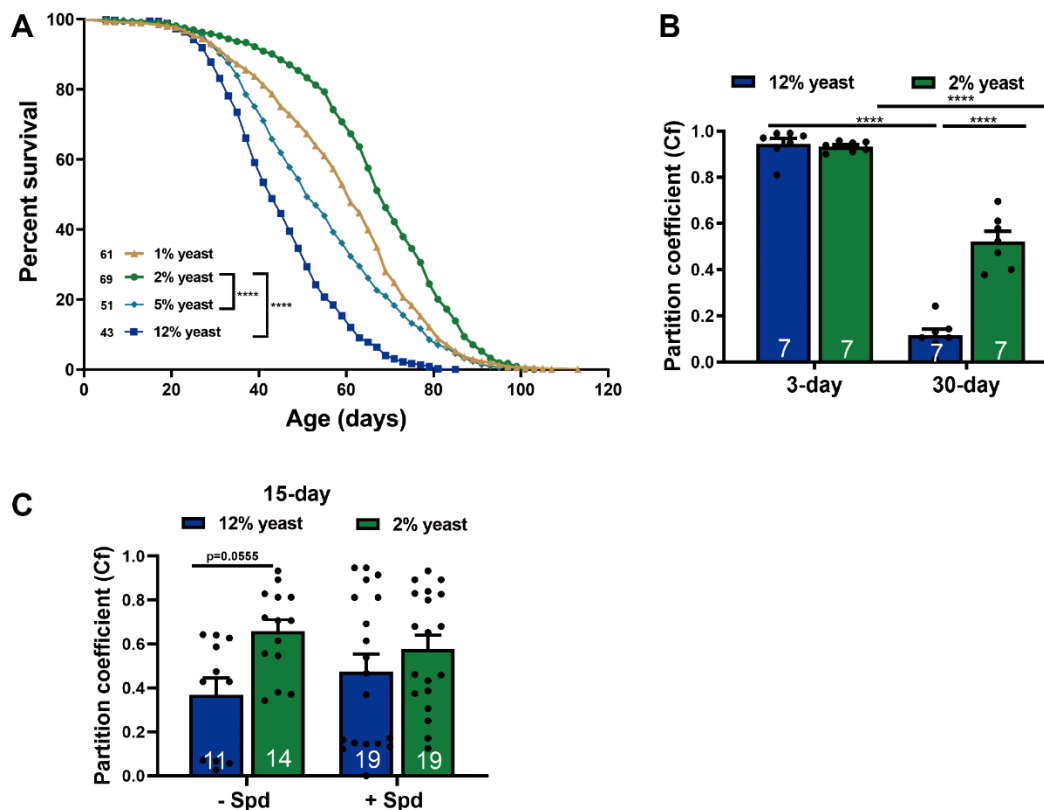 A
Percent survival
100
80
60
40
20
0
61 1% yeast
69 2% yeast
51 5% yeast
43 12% yeast
**** ****
0 20 40 60 80 100 120
Age (days)
B
12% yeast 2% yeast
****
**** ****
Partition coefficient (Cf)
1.0
0.8
0.6
0.4
0.2
0.0
7 7 7 7
3-day 30-day
C
15-day
12% yeast 2% yeast
p=0.0555
Partition coefficient (Cf)
1.0
0.8
0.6
0.4
0.2
0.0
11 14 19 19
- Spd + Spd